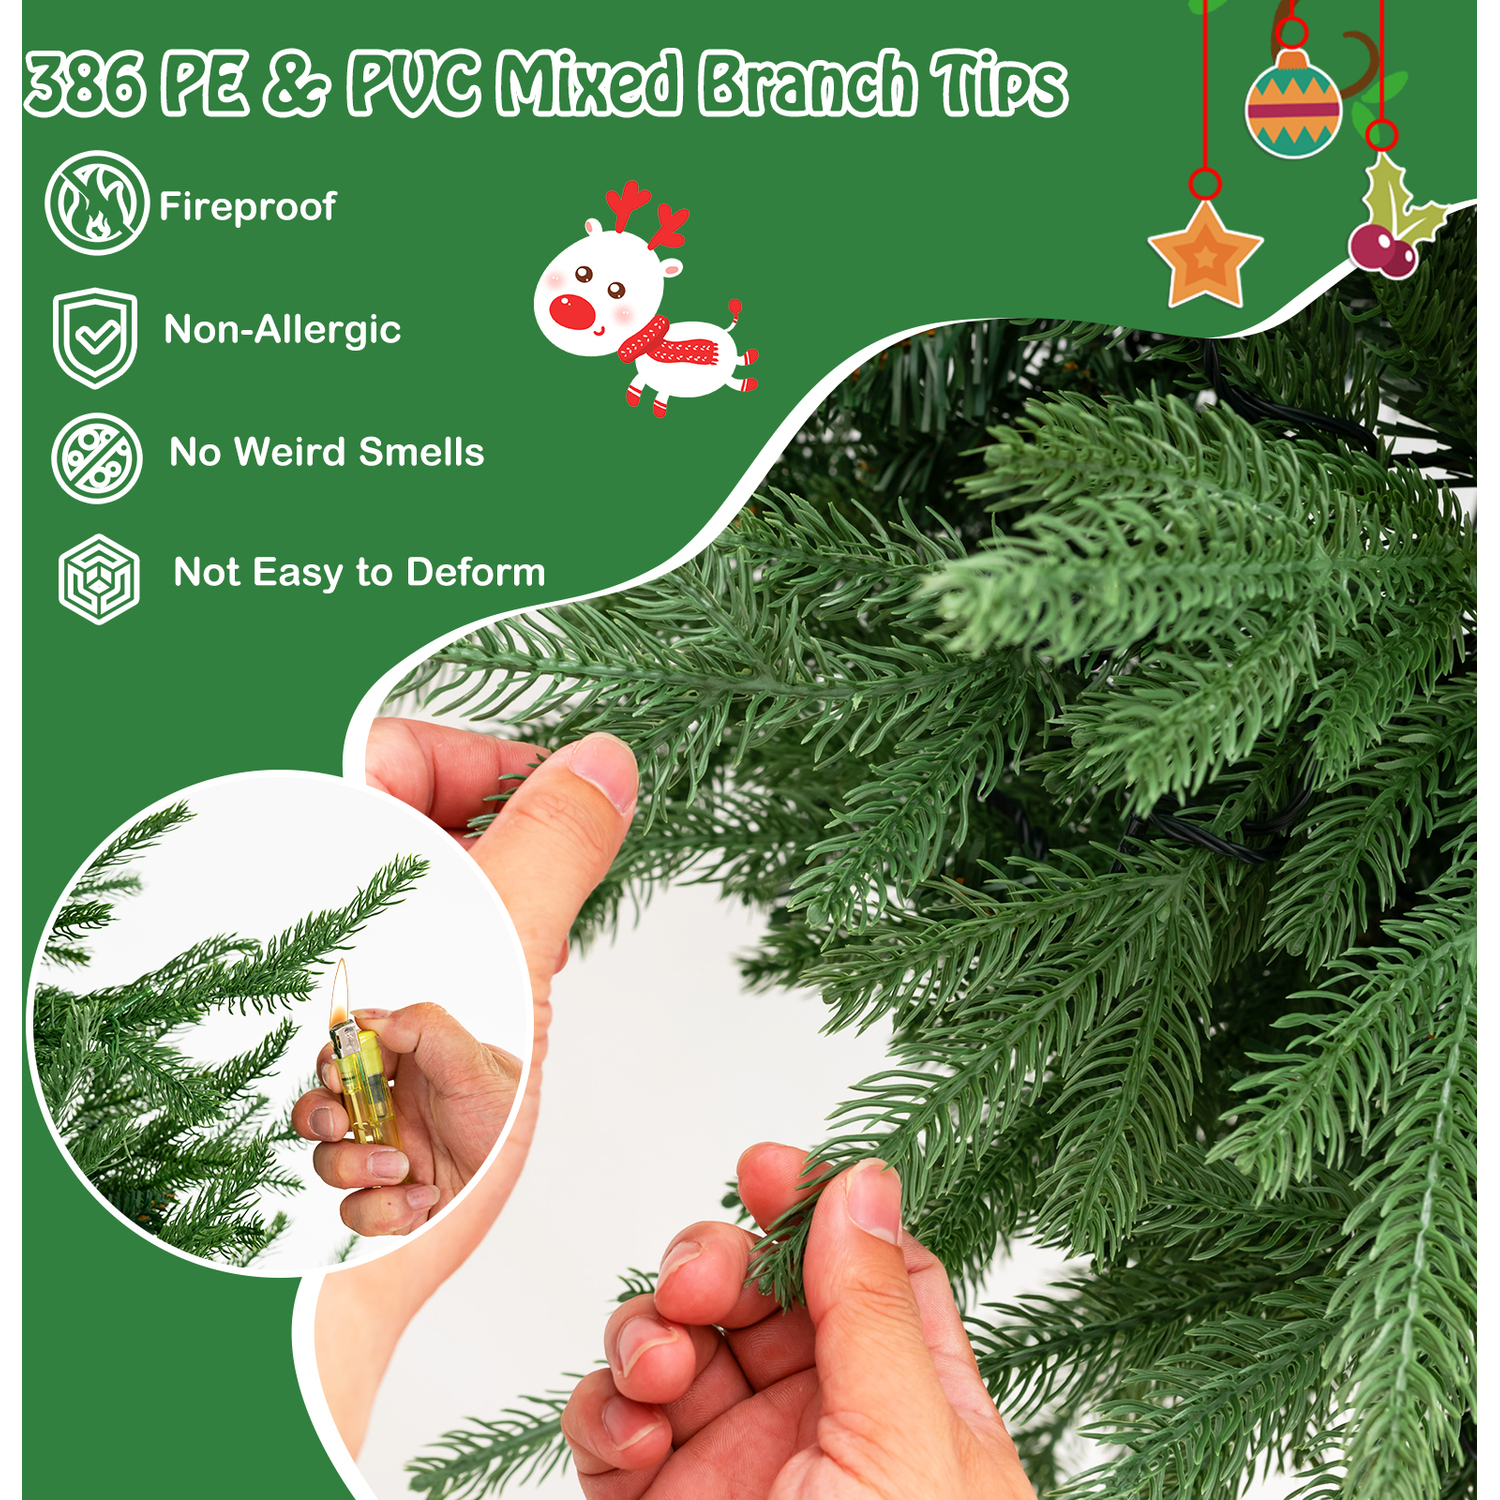 386 PE & PVC Mixed Branch Tips
Fireproof
Non-Allergic
No Weird Smells
Not Easy to Deform